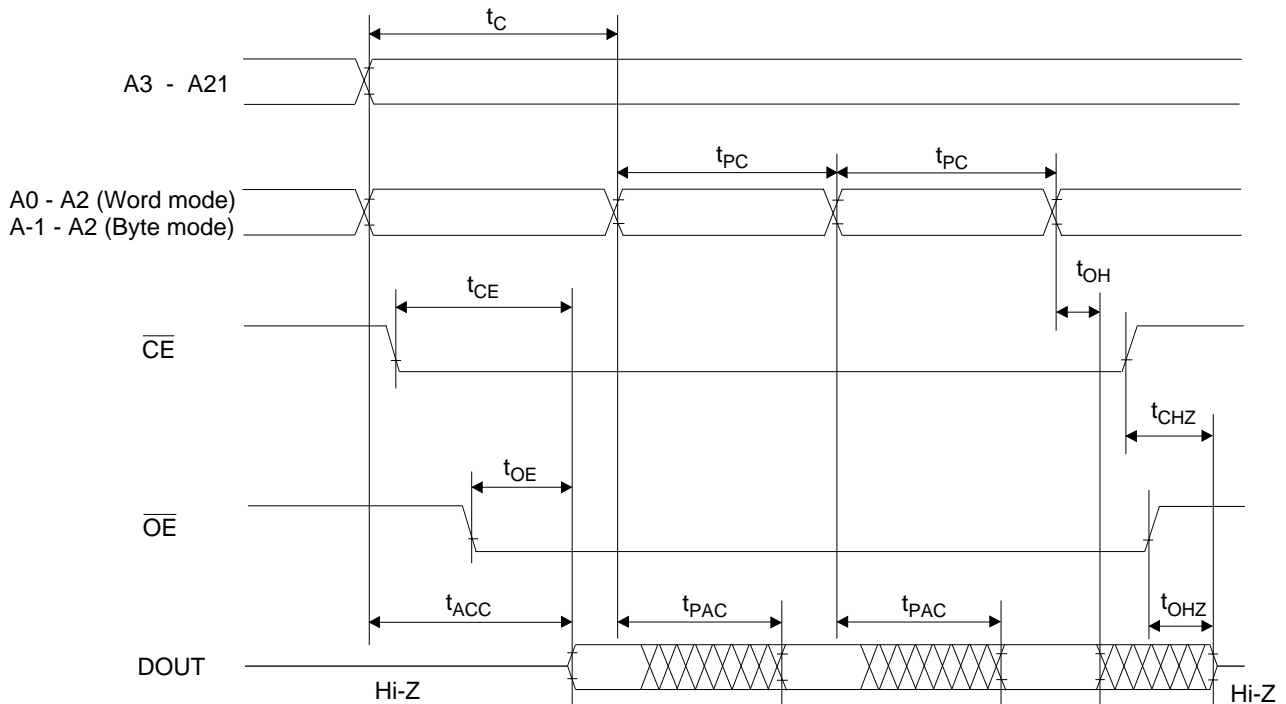 tC
A3 - A21
tPC tPC
A0 - A2 (Word mode)
A-1 - A2 (Byte mode)
tOH
tCE
CE
tCHZ
tOE
OE
tACC tPAC tPAC tOHZ
DOUT
Hi-Z Hi-Z